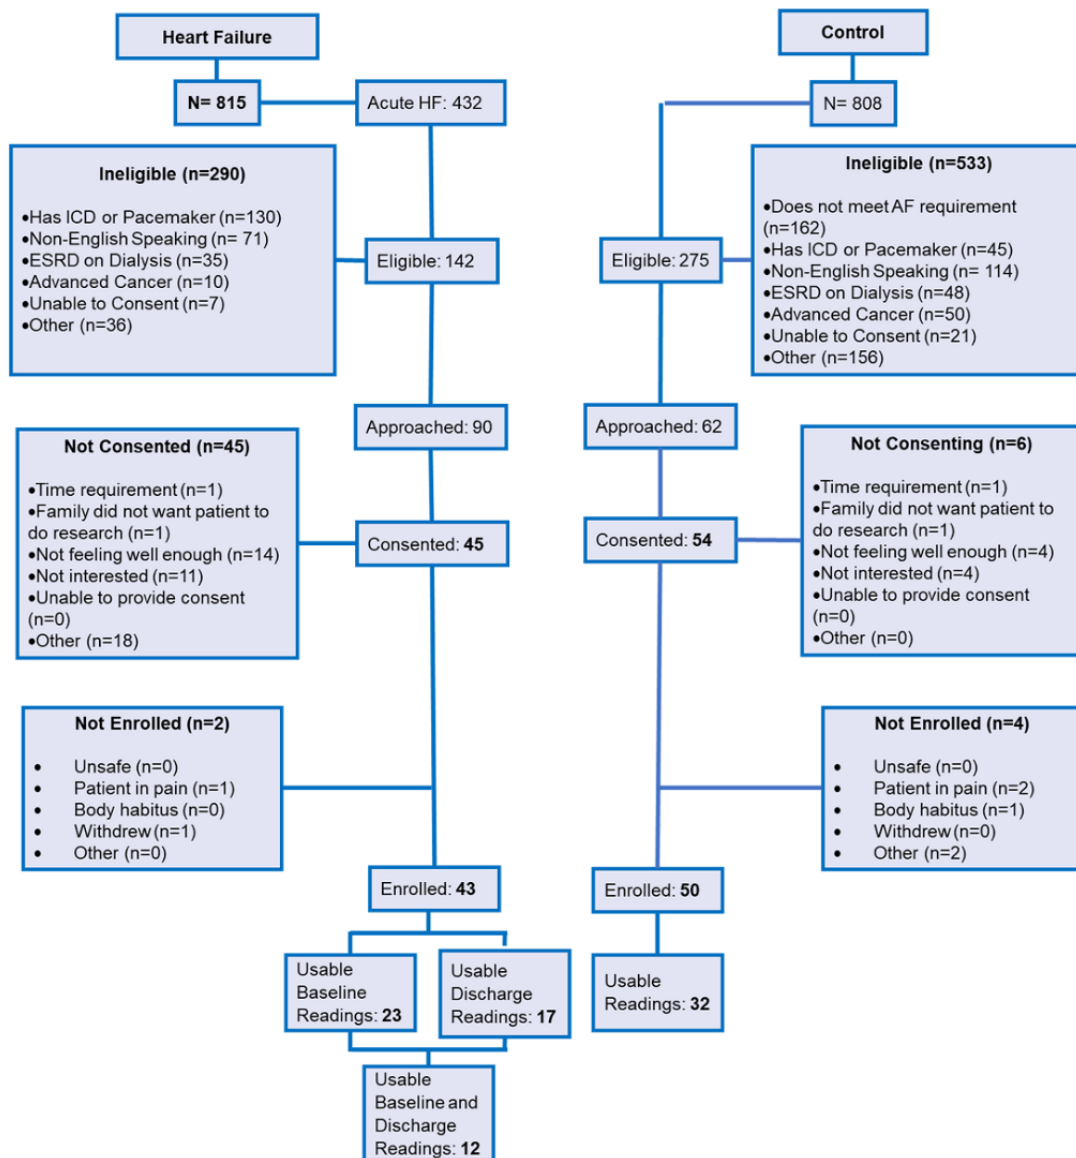 Heart Failure
N= 815
Acute HF: 432
Ineligible (n=290)
•Has ICD or Pacemaker (n=130)
•Non-English Speaking (n= 71)
•ESRD on Dialysis (n=35)
•Advanced Cancer (n=10)
•Unable to Consent (n=7)
•Other (n=36)
Eligible: 142
Approached: 90
Not Consented (n=45)
•Time requirement (n=1)
•Family did not want patient to
do research (n=1)
•Not feeling well enough (n=14)
•Not interested (n=11)
•Unable to provide consent
(n=0)
•Other (n=18)
Consented: 45
Not Enrolled (n=2)
• Unsafe (n=0)
• Patient in pain (n=1)
• Body habitus (n=0)
• Withdrew (n=1)
• Other (n=0)
Enrolled: 43
Usable
Baseline
Readings: 23
Usable
Discharge
Readings: 17
Usable
Baseline and
Discharge
Readings: 12
Control
N= 808
Ineligible (n=533)
•Does not meet AF requirement
(n=162)
•Has ICD or Pacemaker (n=45)
•Non-English Speaking (n= 114)
•ESRD on Dialysis (n=48)
•Advanced Cancer (n=50)
•Unable to Consent (n=21)
•Other (n=156)
Eligible: 275
Approached: 62
Not Consenting (n=6)
•Time requirement (n=1)
•Family did not want patient to
do research (n=1)
•Not feeling well enough (n=4)
•Not interested (n=4)
•Unable to provide consent
(n=0)
•Other (n=0)
Consented: 54
Not Enrolled (n=4)
• Unsafe (n=0)
• Patient in pain (n=2)
• Body habitus (n=1)
• Withdrew (n=0)
• Other (n=2)
Enrolled: 50
Usable
Readings: 32